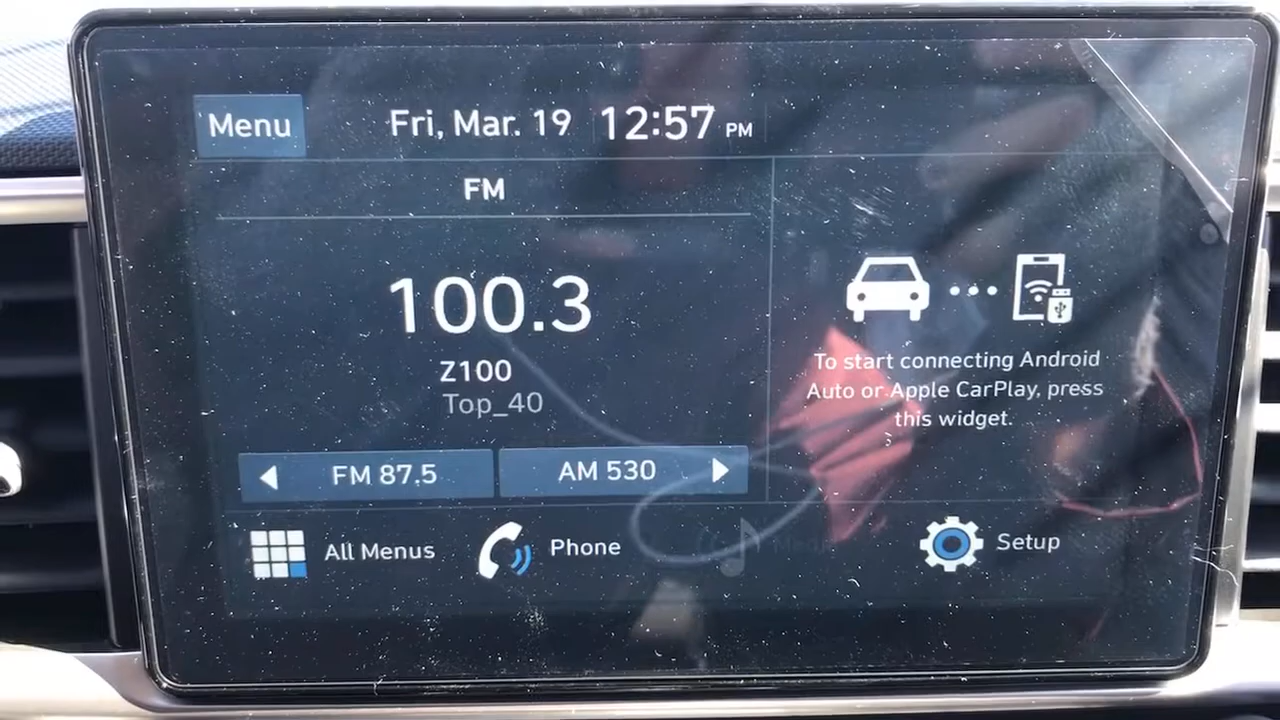 Menu
Fri, Mar. 19 12:57 PM
FM
100.3
Z100
Top_40
To start connecting Android
Auto or Apple CarPlay, press
this widget.
FM 87.5
AM 530
All Menus
Phone
Media
Setup